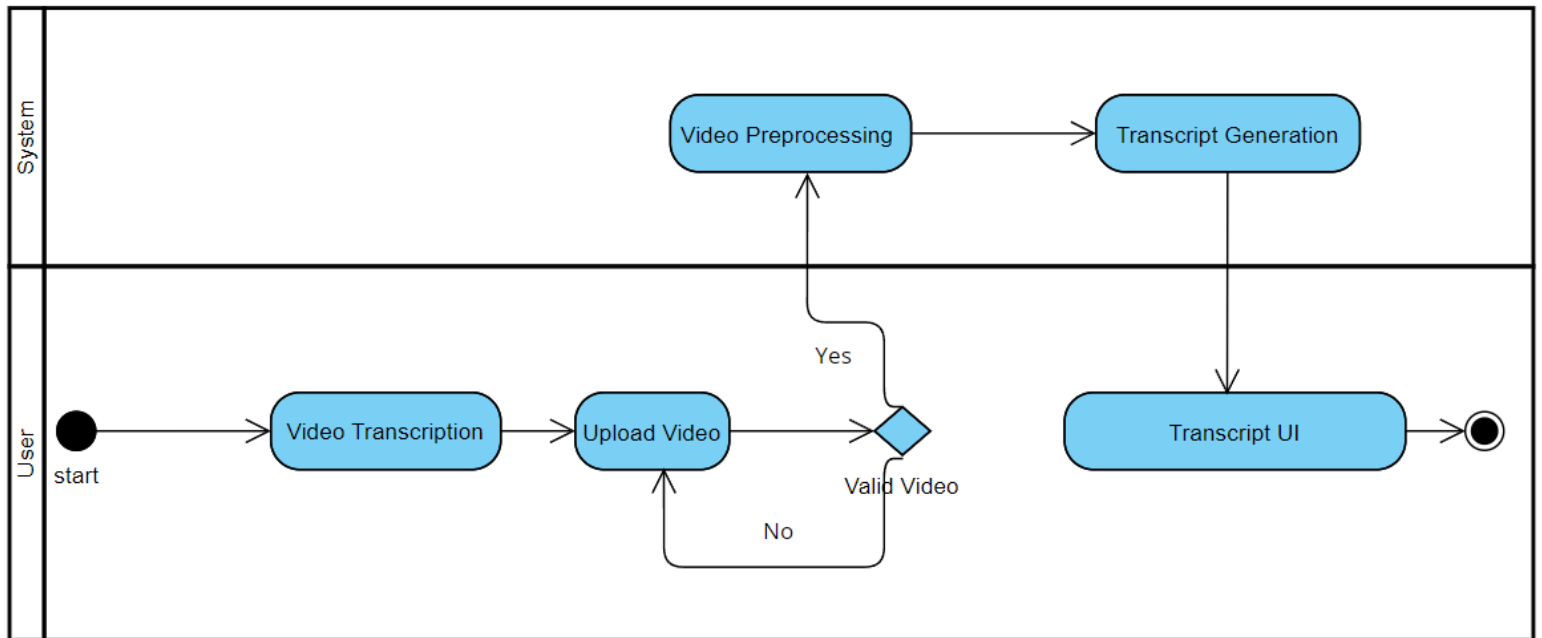 System
Video Preprocessing
Transcript Generation
User
Yes
start
Video Transcription
Upload Video
Valid Video
Transcript UI
No